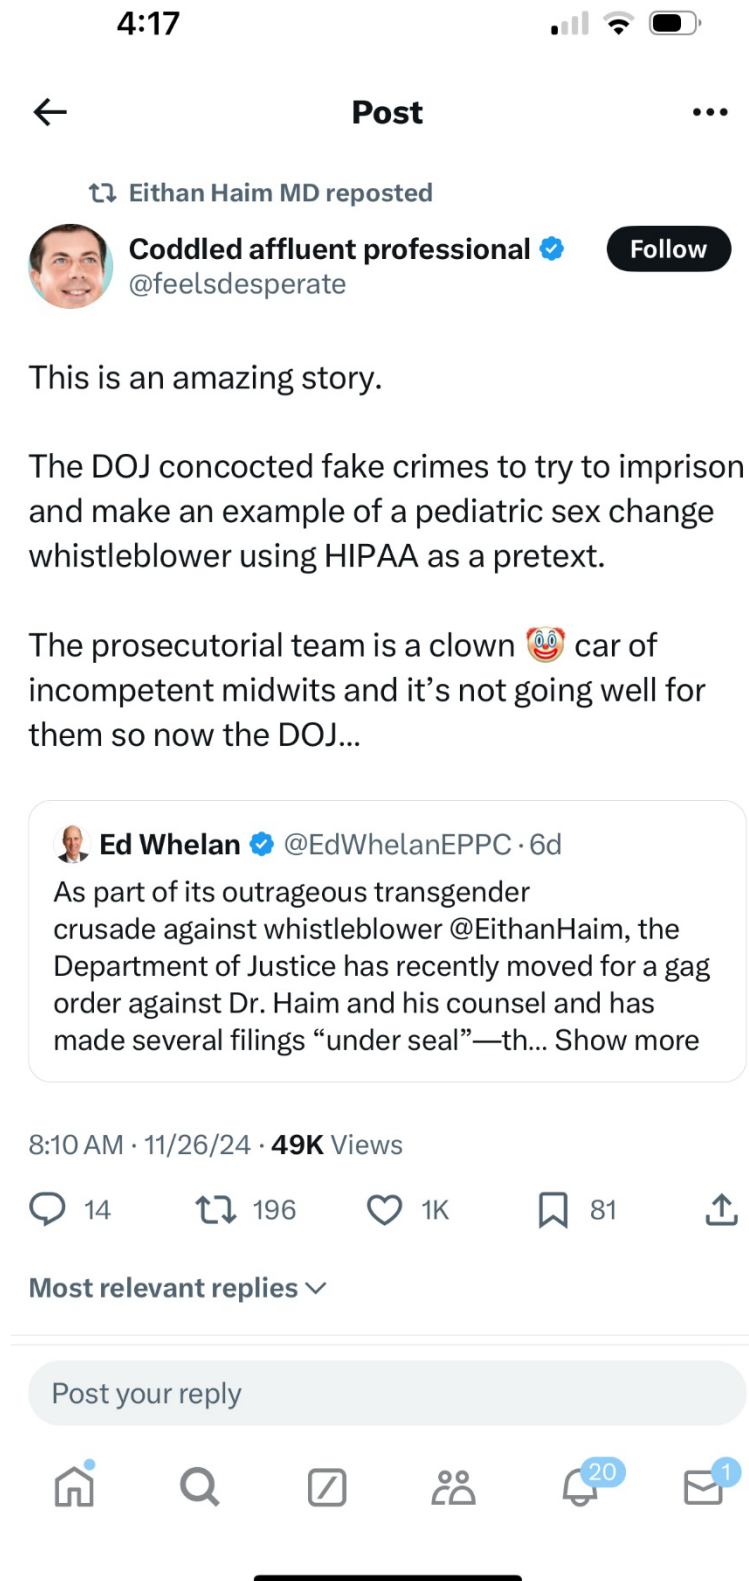 4:17
Post
Eithan Haim MD reposted
Coddled affluent professional
Follow
@feelsdesperate
This is an amazing story.
The DOJ concocted fake crimes to try to imprison
and make an example of a pediatric sex change
whistleblower using HIPAA as a pretext.
The prosecutorial team is a clown 🤡 car of
incompetent midwits and it’s not going well for
them so now the DOJ...
Ed Whelan @EdWhelanEPPC · 6d
As part of its outrageous transgender
crusade against whistleblower @EithanHaim, the
Department of Justice has recently moved for a gag
order against Dr. Haim and his counsel and has
made several filings “under seal”—th... Show more
8:10 AM · 11/26/24 · 49K Views
14 196 1K 81
Most relevant replies
Post your reply
20 1